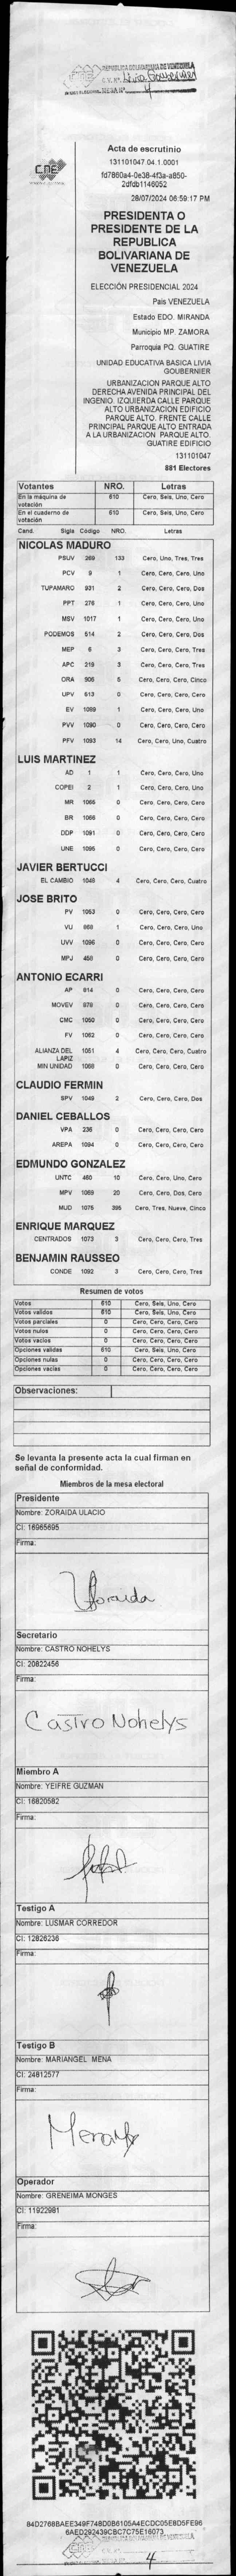 REPUBLICA BOLIVARIANA DE VENEZUELA
C.V. Nº. Livia Gouberneur
MESA Nº 4
CNE
Acta de escrutinio
131101047.04.1.0001
fd7860a4-0e38-4f3a-a850-
2dfdb1146952
28/07/2024 06:59:17 PM
PRESIDENTA O
PRESIDENTE DE LA
REPUBLICA
BOLIVARIANA DE
VENEZUELA
ELECCIÓN PRESIDENCIAL 2024
País VENEZUELA
Estado EDO. MIRANDA
Municipio MP. ZAMORA
Parroquia PQ. GUATIRE
UNIDAD EDUCATIVA BASICA LIVIA
GOUBERNIER
URBANIZACION PARQUE ALTO
DERECHA AVENIDA PRINCIPAL DEL
INGENIO. IZQUIERDA CALLE PARQUE
ALTO URBANIZACION EDIFICIO
PARQUE ALTO. FRENTE CALLE
PRINCIPAL PARQUE ALTO ENTRADA
A LA URBANIZACION PARQUE ALTO.
GUATIRE EDIFICIO
131101047
881 Electores
Votantes NRO. Letras
En la máquina de votación 610 Cero, Seis, Uno, Cero
En el cuaderno de votación 610 Cero, Seis, Uno, Cero
Cand. Sigla Código NRO. Letras
NICOLAS MADURO
PSUV 269 133 Cero, Uno, Tres, Tres
PCV 9 1 Cero, Cero, Cero, Uno
TUPAMARO 931 2 Cero, Cero, Cero, Dos
PPT 276 1 Cero, Cero, Cero, Uno
MSV 1017 1 Cero, Cero, Cero, Uno
PODEMOS 514 2 Cero, Cero, Cero, Dos
MEP 6 3 Cero, Cero, Cero, Tres
APC 219 3 Cero, Cero, Cero, Tres
ORA 906 5 Cero, Cero, Cero, Cinco
UPV 613 0 Cero, Cero, Cero, Cero
EV 1089 1 Cero, Cero, Cero, Uno
PVV 1090 0 Cero, Cero, Cero, Cero
PFV 1093 14 Cero, Cero, Uno, Cuatro
LUIS MARTINEZ
AD 1 1 Cero, Cero, Cero, Uno
COPEI 2 1 Cero, Cero, Cero, Uno
MR 1065 0 Cero, Cero, Cero, Cero
BR 1066 0 Cero, Cero, Cero, Cero
DDP 1091 0 Cero, Cero, Cero, Cero
UNE 1095 0 Cero, Cero, Cero, Cero
JAVIER BERTUCCI
EL CAMBIO 1048 4 Cero, Cero, Cero, Cuatro
JOSE BRITO
PV 1053 0 Cero, Cero, Cero, Cero
VU 868 1 Cero, Cero, Cero, Uno
UVV 1096 0 Cero, Cero, Cero, Cero
MPJ 458 0 Cero, Cero, Cero, Cero
ANTONIO ECARRI
AP 914 0 Cero, Cero, Cero, Cero
MOVEV 979 0 Cero, Cero, Cero, Cero
CMC 1050 0 Cero, Cero, Cero, Cero
FV 1062 0 Cero, Cero, Cero, Cero
ALIANZA DEL LAPIZ 1051 4 Cero, Cero, Cero, Cuatro
MIN UNIDAD 1068 0 Cero, Cero, Cero, Cero
CLAUDIO FERMIN
SPV 1049 2 Cero, Cero, Cero, Dos
DANIEL CEBALLOS
VPA 236 0 Cero, Cero, Cero, Cero
AREPA 1094 0 Cero, Cero, Cero, Cero
EDMUNDO GONZALEZ
UNTC 460 10 Cero, Cero, Uno, Cero
MPV 1069 20 Cero, Cero, Dos, Cero
MUD 1075 395 Cero, Tres, Nueve, Cinco
ENRIQUE MARQUEZ
CENTRADOS 1073 3 Cero, Cero, Cero, Tres
BENJAMIN RAUSSEO
CONDE 1092 3 Cero, Cero, Cero, Tres
Resumen de votos
Votos 610 Cero, Seis, Uno, Cero
Votos validos 610 Cero, Seis, Uno, Cero
Votos parciales 0 Cero, Cero, Cero, Cero
Votos nulos 0 Cero, Cero, Cero, Cero
Votos vacios 0 Cero, Cero, Cero, Cero
Opciones validas 610 Cero, Seis, Uno, Cero
Opciones nulas 0 Cero, Cero, Cero, Cero
Opciones vacias 0 Cero, Cero, Cero, Cero
Observaciones:
Se levanta la presente acta la cual firman en
señal de conformidad.
Miembros de la mesa electoral
Presidente
Nombre: ZORAIDA ULACIO
CI: 16965695
Firma:
Zoraida
Secretario
Nombre: CASTRO NOHELYS
CI: 20822456
Firma:
Castro Nohelys
Miembro A
Nombre: YEIFRE GUZMAN
CI: 16820582
Firma:
Testigo A
Nombre: LUSMAR CORREDOR
CI: 12826236
Firma:
Testigo B
Nombre: MARIANGEL MENA
CI: 24812577
Firma:
Operador
Nombre: GRENEIMA MONGES
CI: 11922981
Firma:
84D2768BAEE349F748D0B6105A4ECDC05E8D5FE96
6AED292439CBC7C75E16073
REPUBLICA BOLIVARIANA DE VENEZUELA
4